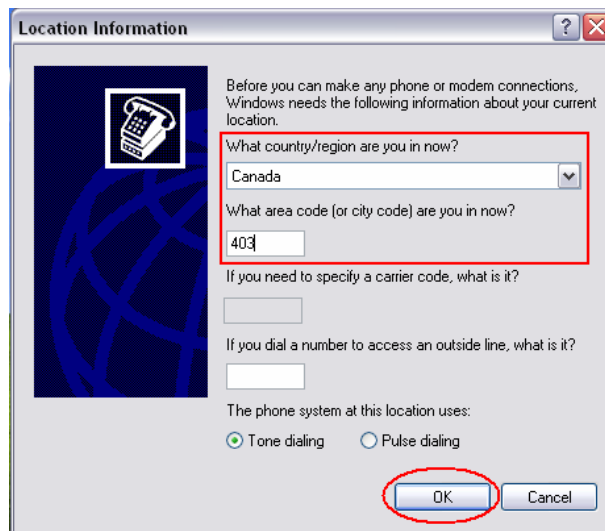 Location Information
Before you can make any phone or modem connections,
Windows needs the following information about your current
location.
What country/region are you in now?
Canada
What area code (or city code) are you in now?
403
If you need to specify a carrier code, what is it?
If you dial a number to access an outside line, what is it?
The phone system at this location uses:
Tone dialing Pulse dialing
OK Cancel